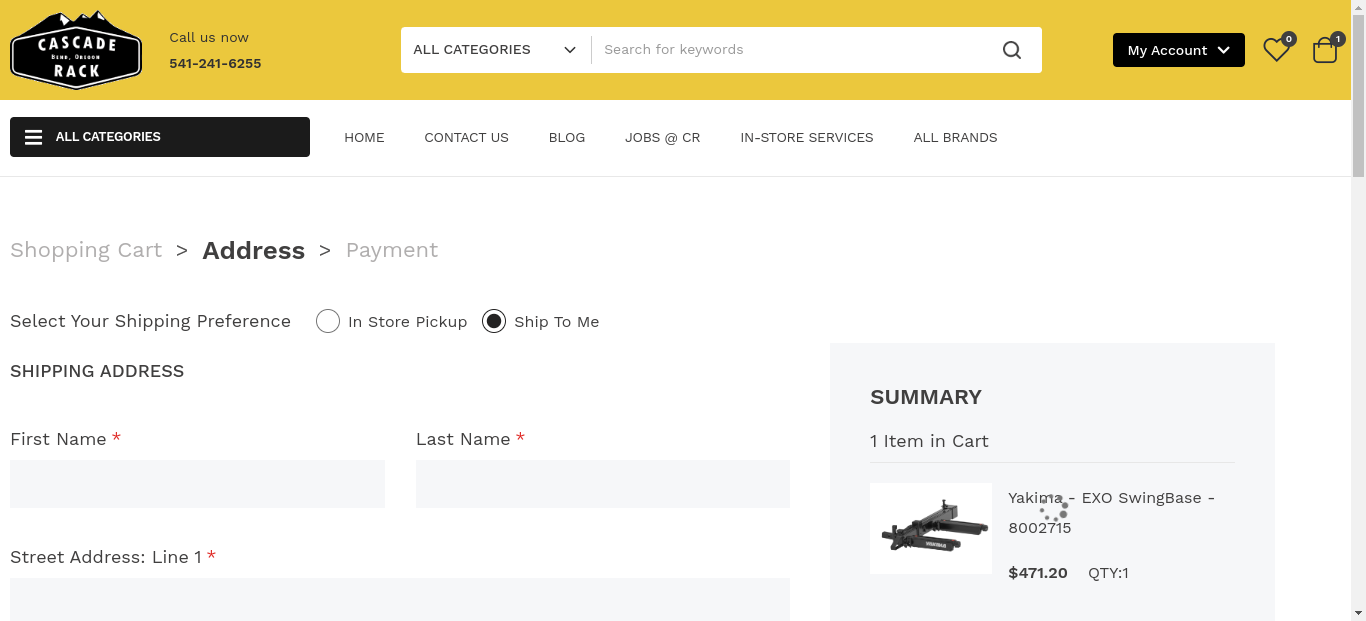 CASCADE
Bend, Oregon
RACK
Call us now
541-241-6255
ALL CATEGORIES
Search for keywords
My Account
0
1
ALL CATEGORIES
HOME
CONTACT US
BLOG
JOBS @ CR
IN-STORE SERVICES
ALL BRANDS
Shopping Cart > Address > Payment
Select Your Shipping Preference
In Store Pickup
Ship To Me
SHIPPING ADDRESS
First Name *
Last Name *
Street Address: Line 1 *
SUMMARY
1 Item in Cart
Yakima - EXO SwingBase -
8002715
$471.20 QTY:1